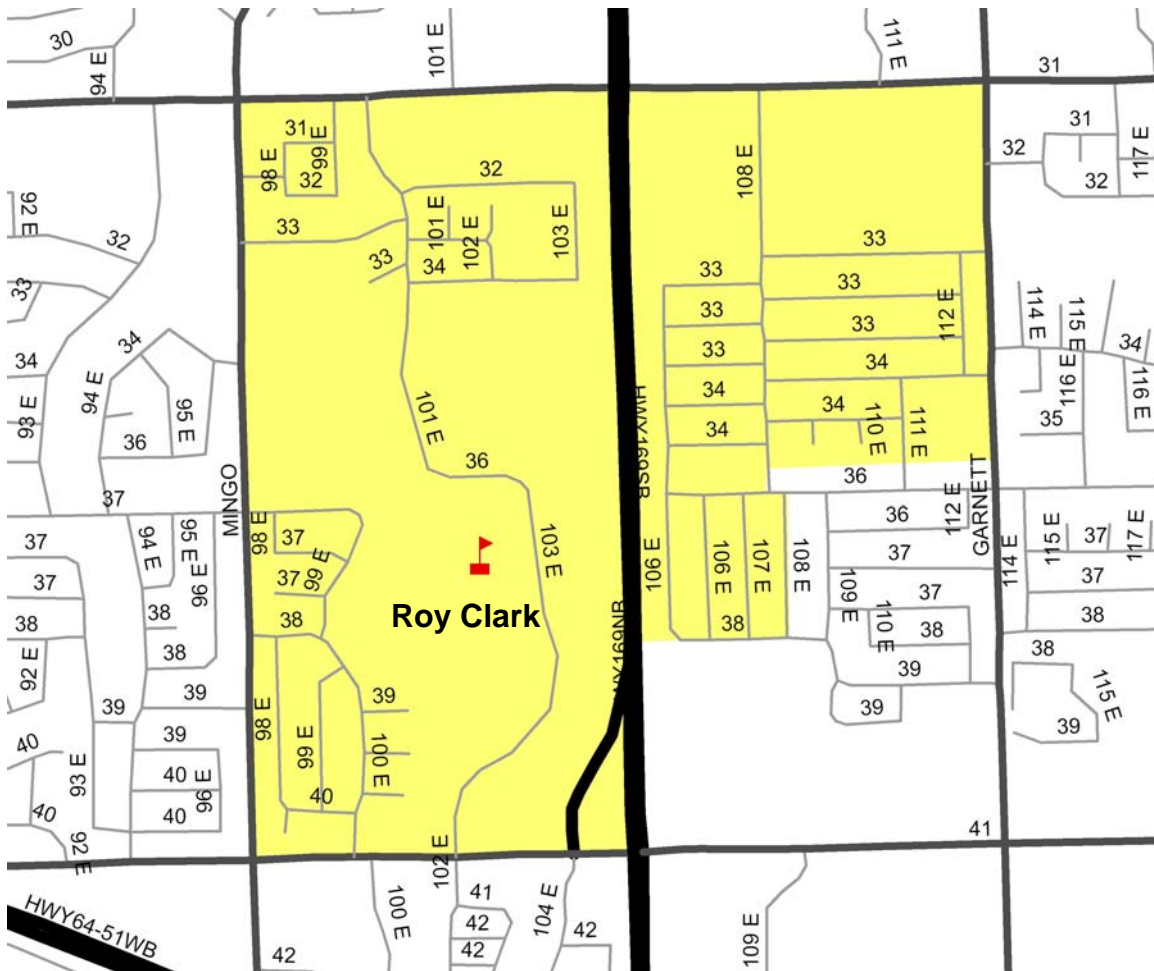 30
94 E
101 E
111 E
31
31
99 E
98 E
32
32
101 E
102 E
103 E
108 E
31
32
117 E
32
92 E
32
33
33
34
33
33
33
33
33
33
112 E
33
34
34
34
34
110 E
111 E
36
33
34
34
94 E
93 E
95 E
36
37
MINGO
101 E
36
114 E
115 E
34
116 E
116 E
35
GARNETT
98 E
37
99 E
37
38
103 E
Roy Clark
106 E
106 E
107 E
38
108 E
36
112 E
37
109 E
37
110 E
38
39
39
114 E
115 E
37
117 E
37
38
38
115 E
39
37
94 E
95 E
96 E
37
38
38
38
92 E
39
39
39
40
40
96 E
40
40
93 E
92 E
98 E
99 E
39
100 E
40
102 E
41
HWY64-51WB
42
100 E
41
42
42
104 E
42
109 E